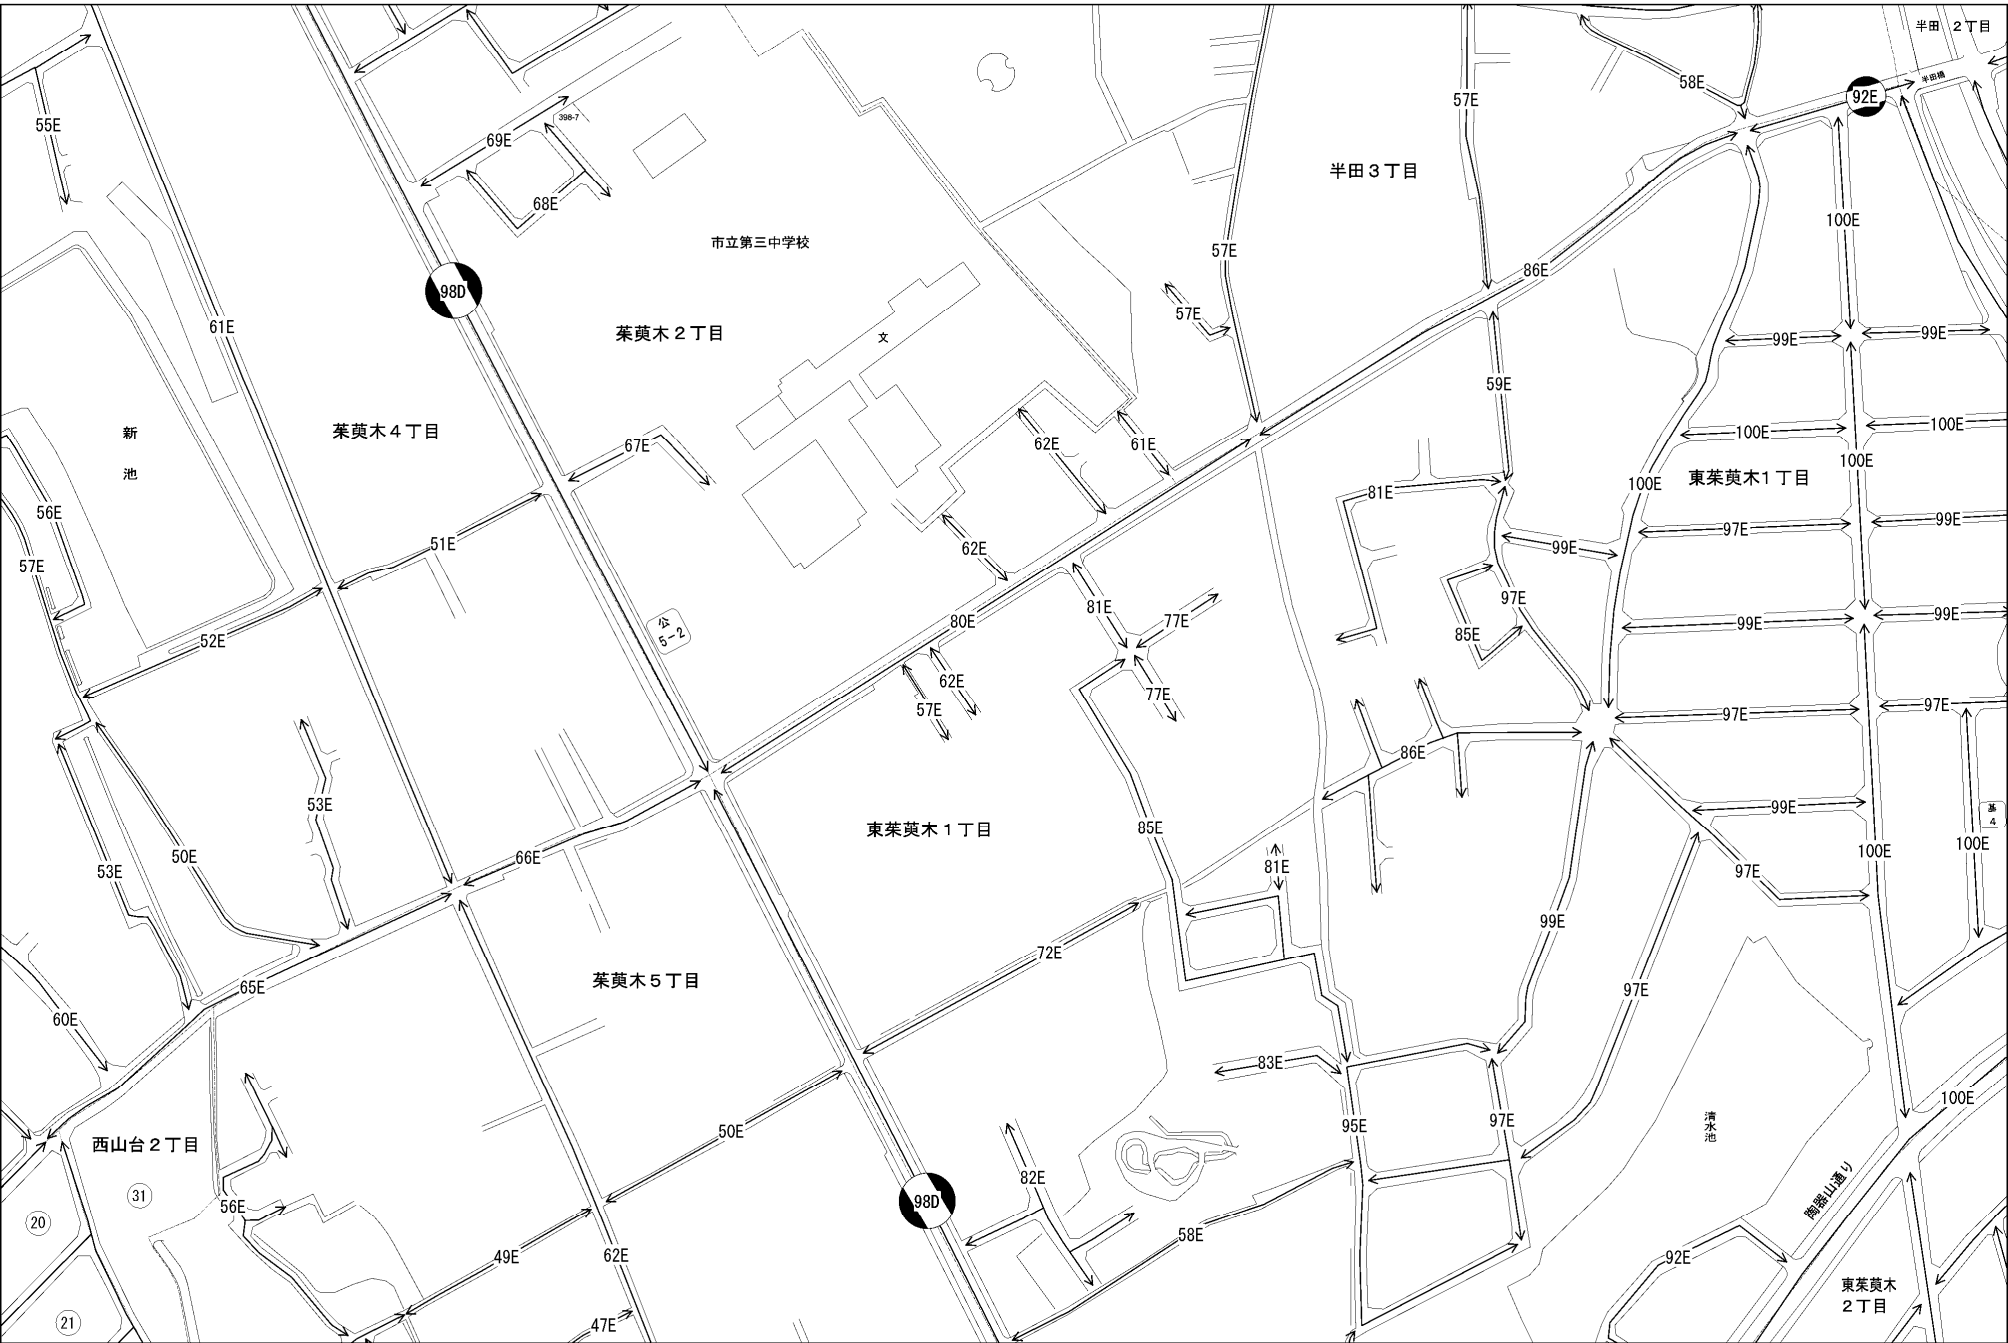 半田　２丁目
半田橋
58E
92E
57E
55E
398-7
69E
半田３丁目
68E
100E
市立第三中学校
57E
86E
98D
57E
61E
茱萸木２丁目
文
99E
99E
59E
新池
茱萸木４丁目
67E
62E
61E
100E
100E
100E
東茱萸木１丁目
100E
81E
56E
51E
62E
99E
97E
99E
57E
81E
97E
公
5-2
80E
77E
85E
99E
99E
52E
62E
77E
57E
97E
97E
86E
53E
99E
基
4
東茱萸木１丁目
85E
50E
66E
81E
53E
97E
100E
100E
99E
72E
茱萸木５丁目
65E
97E
60E
83E
100E
清水池
95E
97E
50E
西山台２丁目
82E
31
陶器山通り
98D
56E
20
58E
49E
62E
92E
東茱萸木
２丁目
21
47E